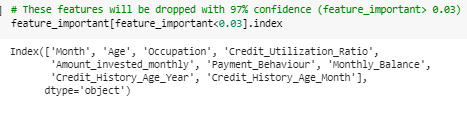 # These features will be dropped with 97% confidence (feature_important> 0.03)
feature_important[feature_important<0.03].index
Index(['Month', 'Age', 'Occupation', 'Credit_Utilization_Ratio',
'Amount_invested_monthly', 'Payment_Behaviour', 'Monthly_Balance',
'Credit_History_Age_Year', 'Credit_History_Age_Month'],
dtype='object')